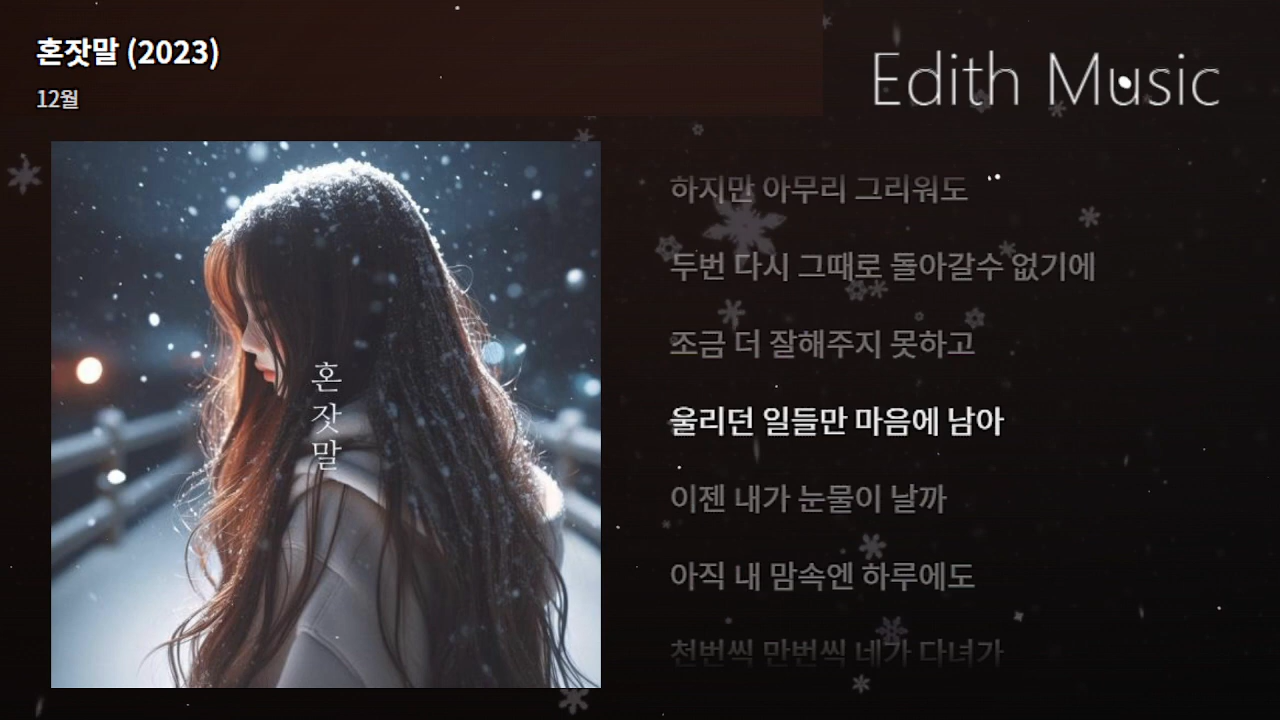 혼잣말 (2023)
12월
Edith Music
혼
잣
말
하지만 아무리 그리워도
두번 다시 그때로 돌아갈수 없기에
조금 더 잘해주지 못하고
울리던 일들만 마음에 남아
이젠 내가 눈물이 날까
아직 내 맘속엔 하루에도
천번씩 만번씩 네가 다녀가